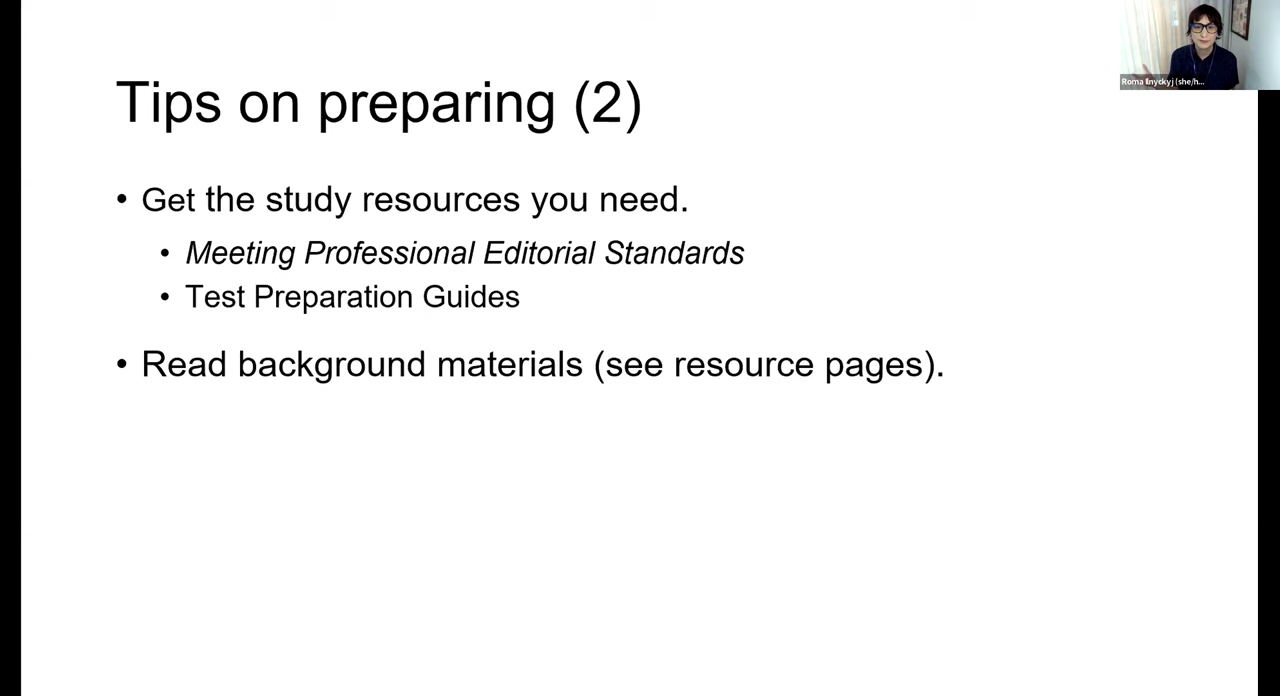 Tips on preparing (2)
• Get the study resources you need.
• Meeting Professional Editorial Standards
• Test Preparation Guides
• Read background materials (see resource pages).
Roma Ilnyckyj (she/h...